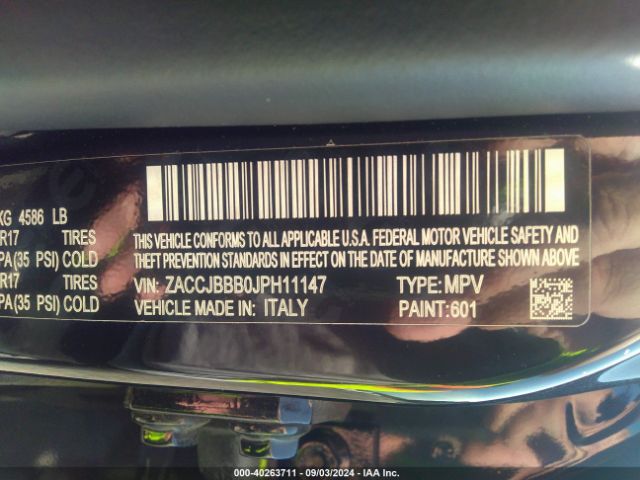 KG 4586 LB
R17 TIRES
PA(35 PSI) COLD
R17 TIRES
PA(35 PSI) COLD
THIS VEHICLE CONFORMS TO ALL APPLICABLE U.S.A. FEDERAL MOTOR VEHICLE SAFETY AND
THEFT PREVENTION STANDARDS IN EFFECT ON THE DATE OF MANUFACTURE SHOWN ABOVE
VIN: ZACCJBBB0JPH11147 TYPE: MPV
VEHICLE MADE IN: ITALY PAINT:601
000-40263711 - 09/03/2024 - IAA Inc.